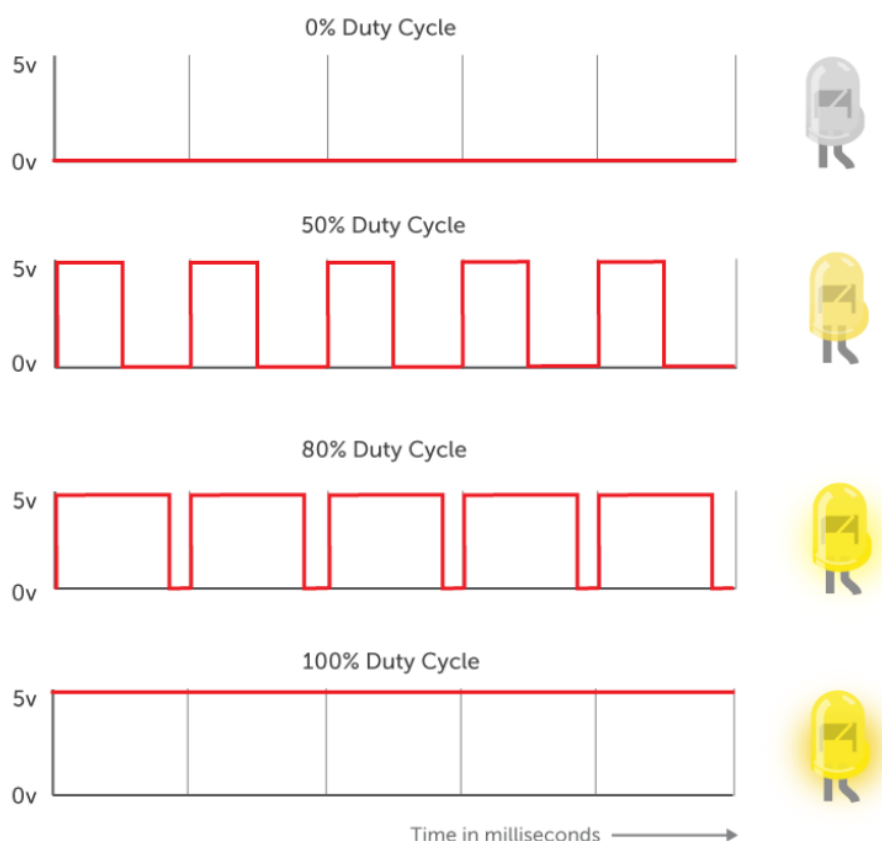 0% Duty Cycle
5v
0v
50% Duty Cycle
5v
0v
80% Duty Cycle
5v
0v
100% Duty Cycle
5v
0v
Time in milliseconds